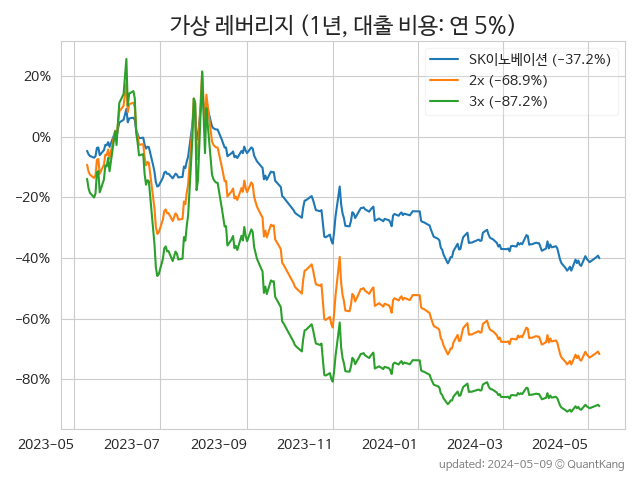 가상 레버리지 (1년, 대출 비용: 연 5%)
SK이노베이션 (−37.2%)
2x (−68.9%)
3x (−87.2%)
20%
0%
−20%
−40%
−60%
−80%
2023-05 2023-07 2023-09 2023-11 2024-01 2024-03 2024-05
updated: 2024-05-09 © QuantKang